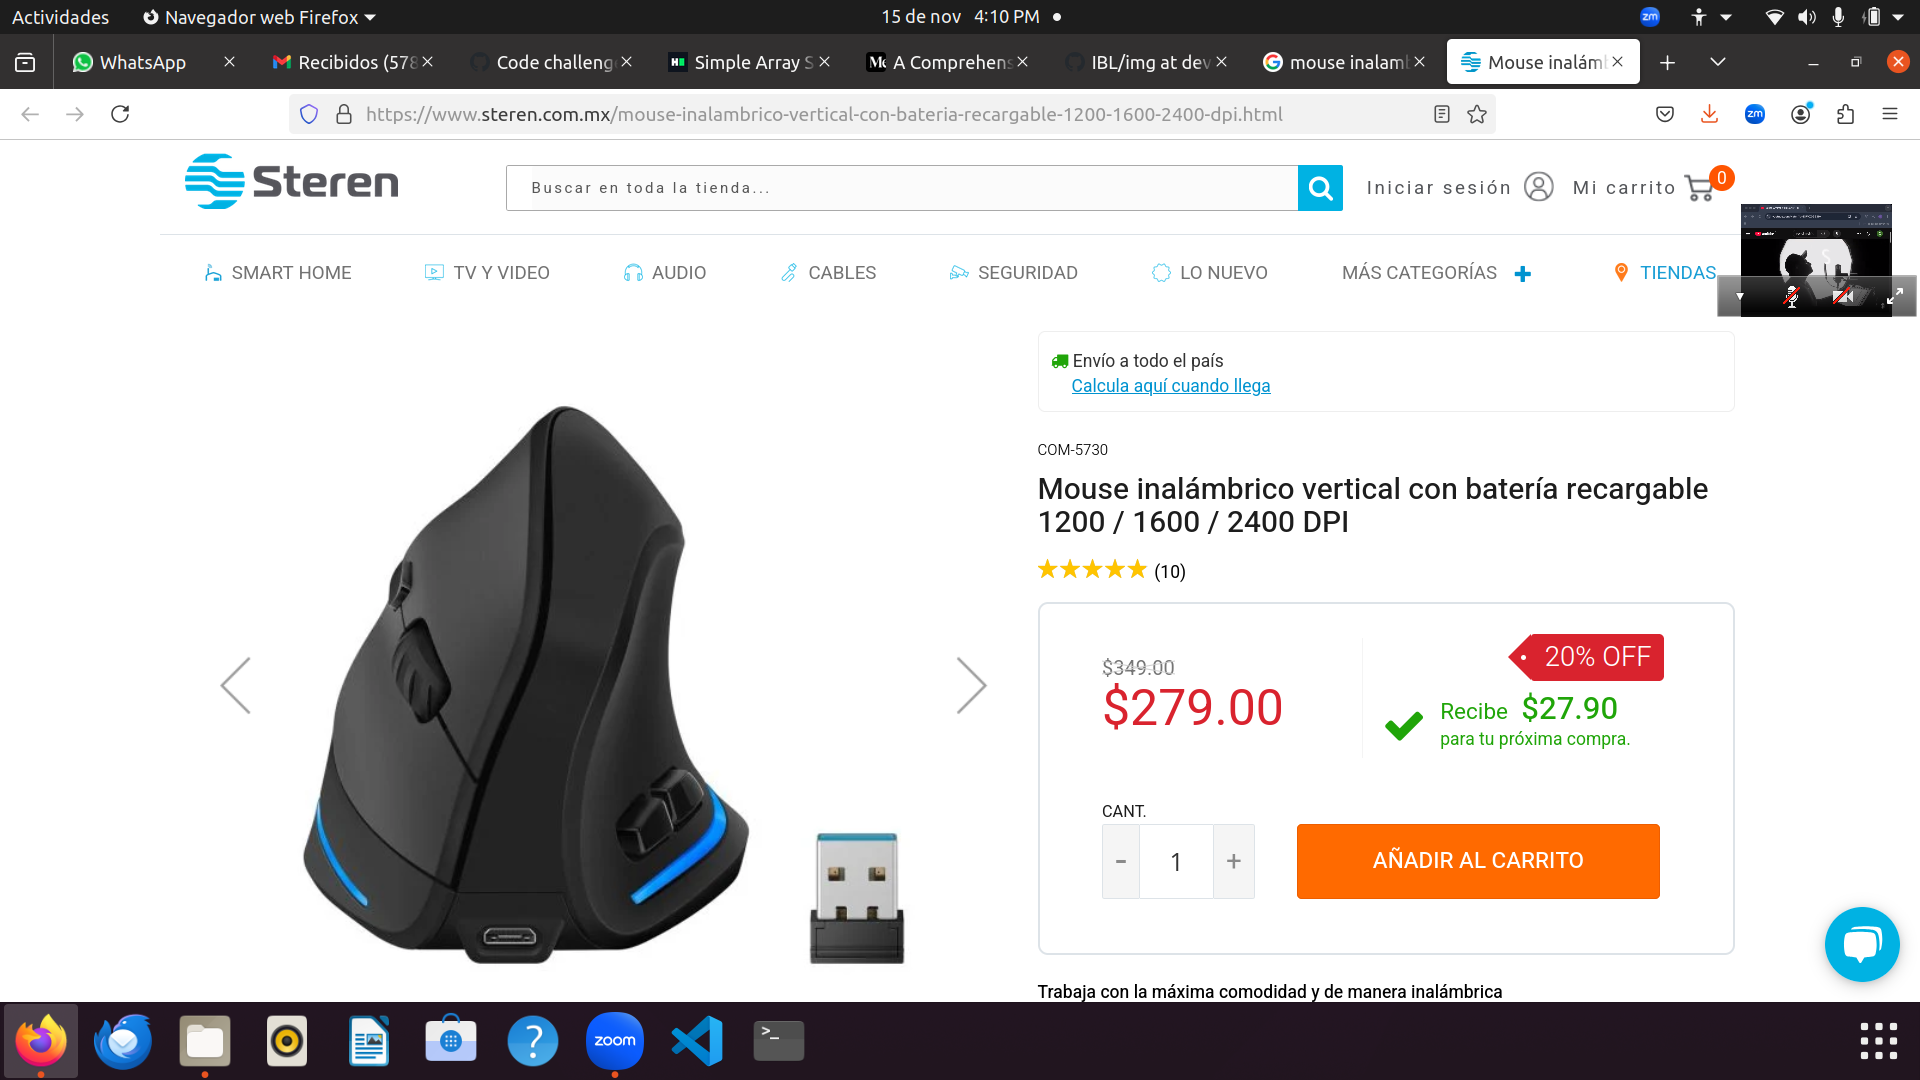 Actividades
Navegador web Firefox
15 de nov 4:10 PM
zm
WhatsApp
Recibidos (578
Code challeng
Simple Array S
A Comprehens
IBL/img at dev
mouse inalamb
Mouse inalámb
https://www.steren.com.mx/mouse-inalambrico-vertical-con-bateria-recargable-1200-1600-2400-dpi.html
zm
Steren
Buscar en toda la tienda...
Iniciar sesión
Mi carrito
0
SMART HOME
TV Y VIDEO
AUDIO
CABLES
SEGURIDAD
LO NUEVO
MÁS CATEGORÍAS
TIENDAS
Envío a todo el país
Calcula aquí cuando llega
COM-5730
Mouse inalámbrico vertical con batería recargable
1200 / 1600 / 2400 DPI
(10)
$349.00
$279.00
20% OFF
Recibe $27.90
para tu próxima compra.
CANT.
- 1 +
AÑADIR AL CARRITO
Trabaja con la máxima comodidad y de manera inalámbrica
zoom